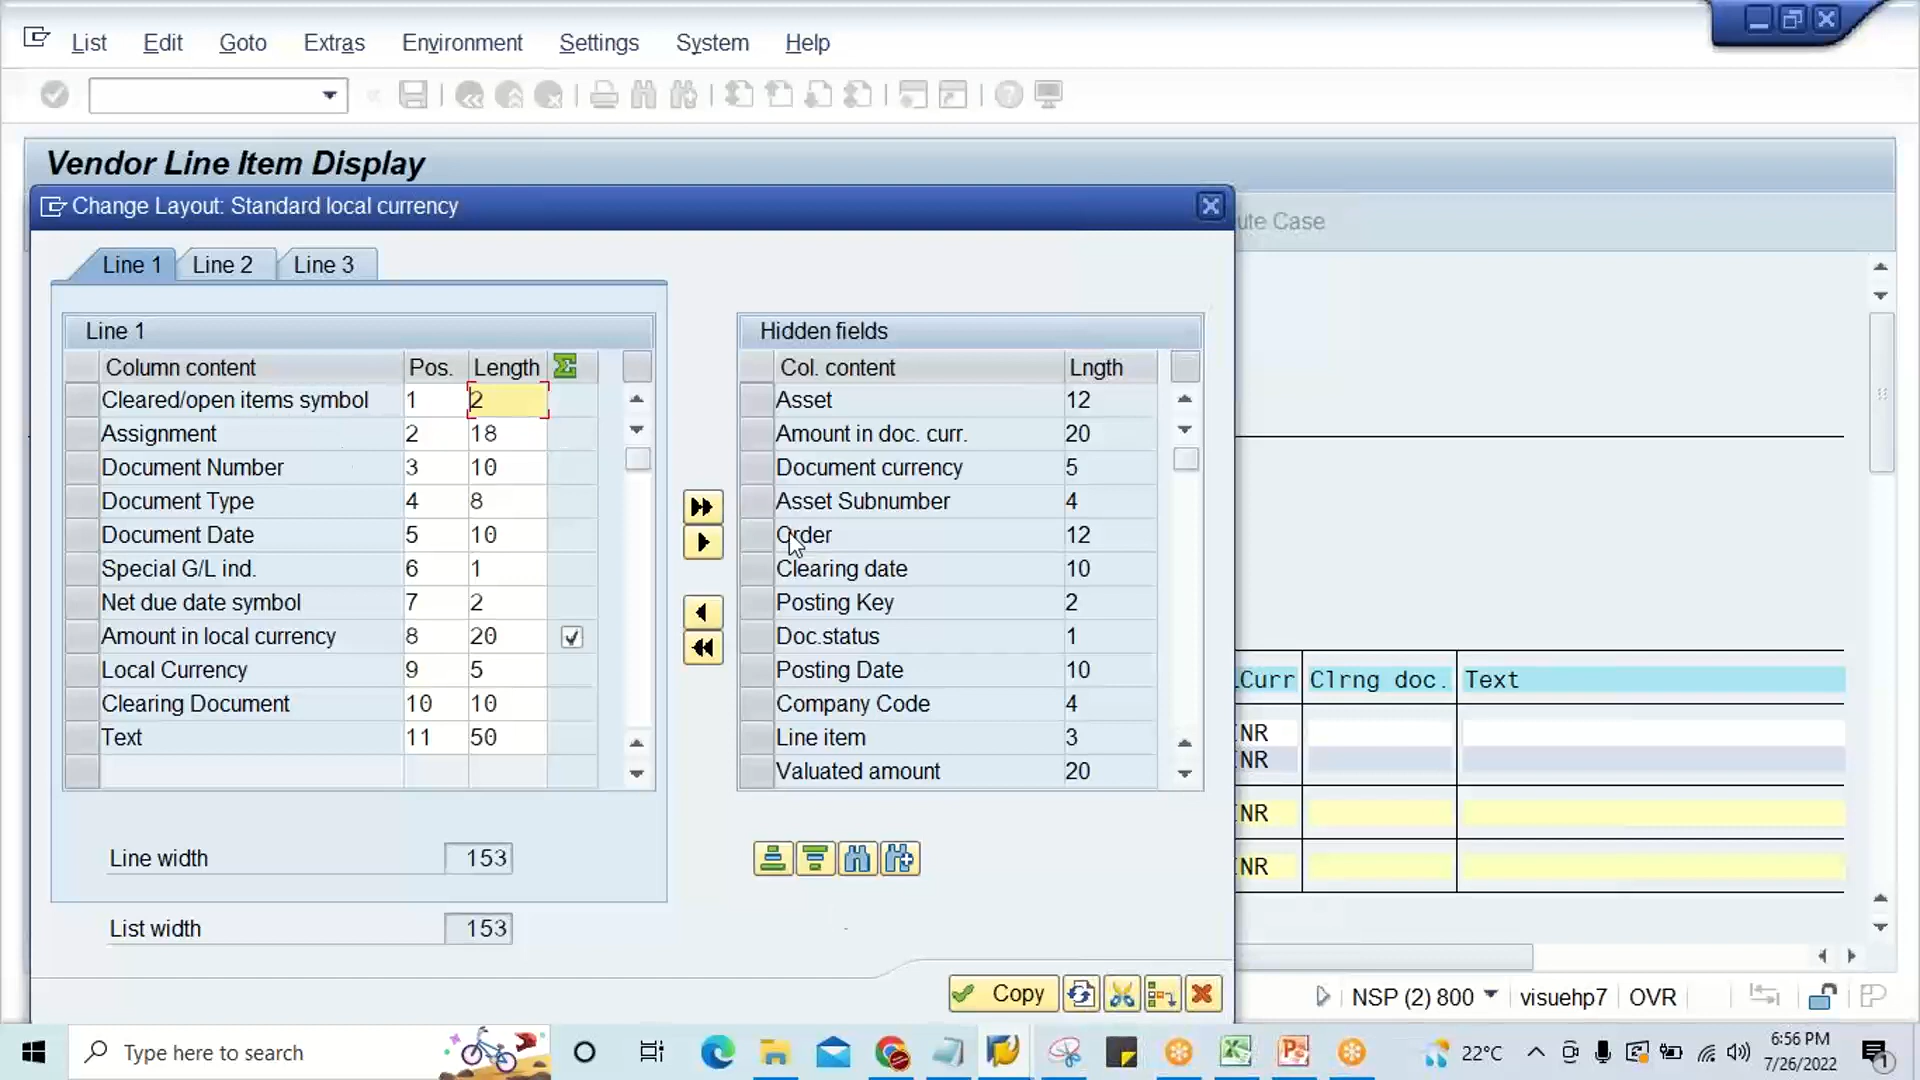 List Edit Goto Extras Environment Settings System Help
Vendor Line Item Display
Change Layout: Standard local currency
ute Case
Line 1 Line 2 Line 3
Line 1
Column content Pos. Length
Cleared/open items symbol 1 2
Assignment 2 18
Document Number 3 10
Document Type 4 8
Document Date 5 10
Special G/L ind. 6 1
Net due date symbol 7 2
Amount in local currency 8 20
Local Currency 9 5
Clearing Document 10 10
Text 11 50
Line width 153
List width 153
Hidden fields
Col. content Lngth
Asset 12
Amount in doc. curr. 20
Document currency 5
Asset Subnumber 4
Order 12
Clearing date 10
Posting Key 2
Doc.status 1
Posting Date 10
Company Code 4
Line item 3
Valuated amount 20
Copy
Curr Clrng doc. Text
NR
NR
NR
NR
NSP (2) 800 visuehp7 OVR
Type here to search
22°C
6:56 PM
7/26/2022
1